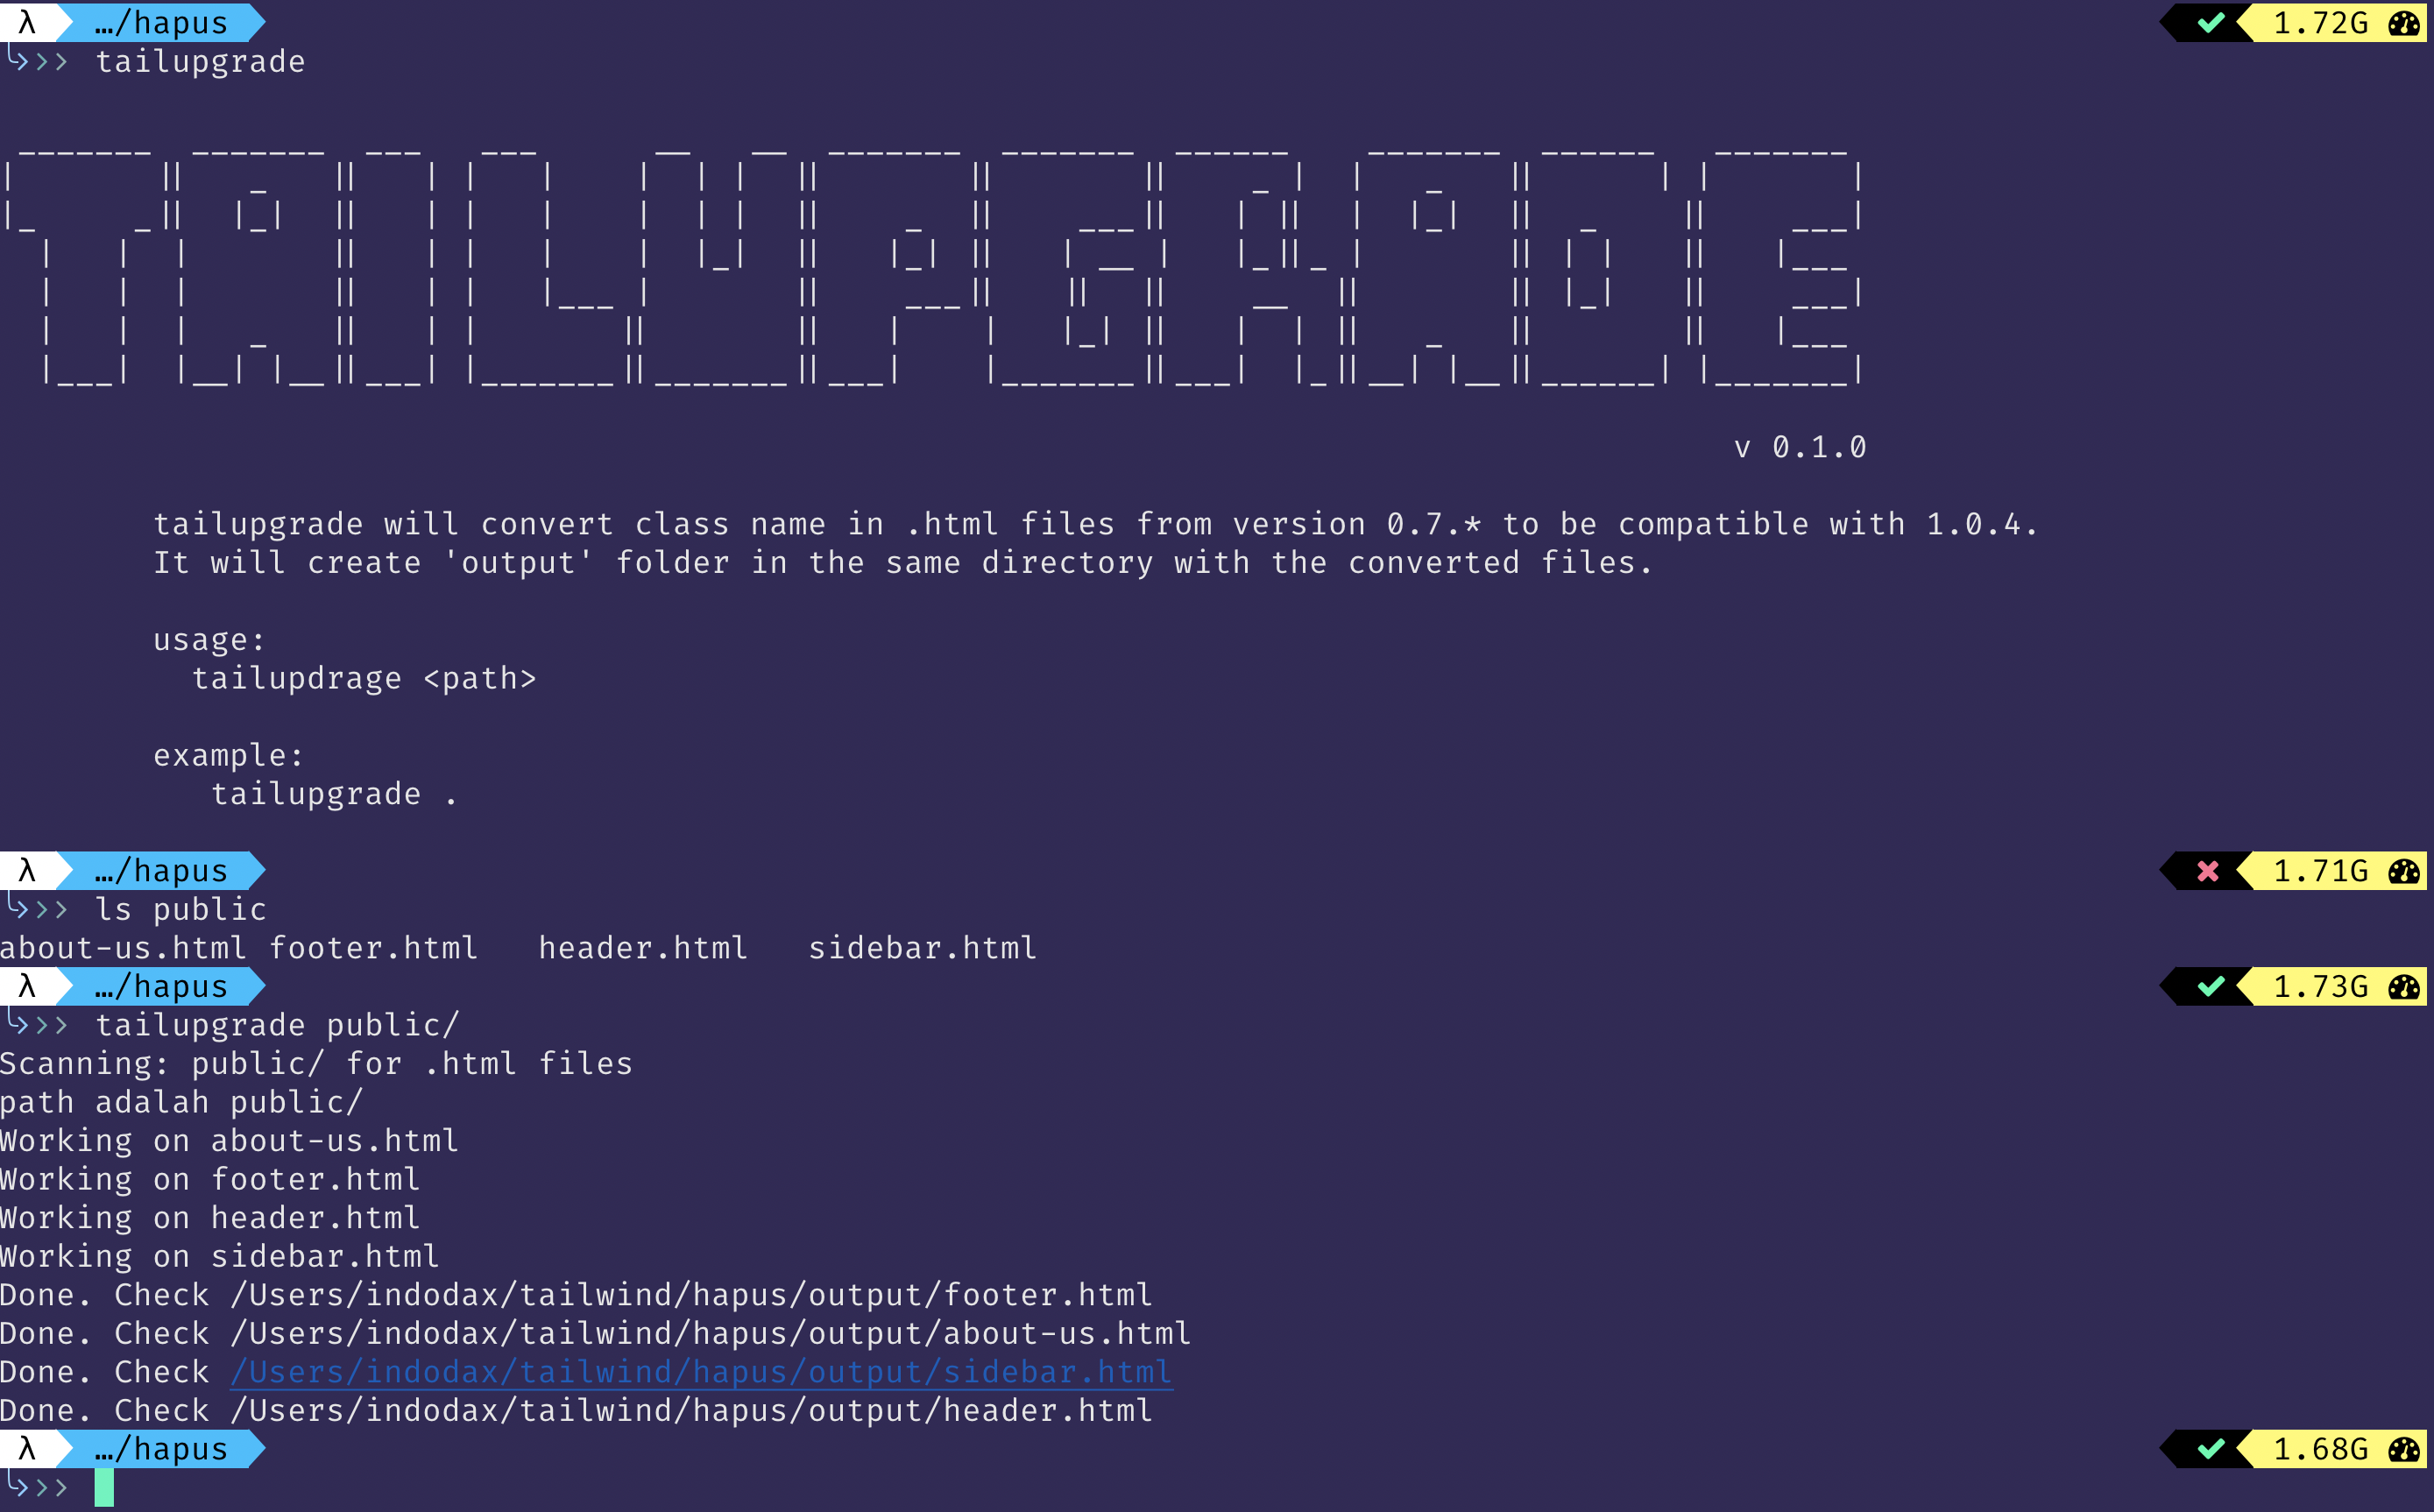 λ …/hapus ✔ 1.72G
>>> tailupgrade
TAILUPGRADE
v 0.1.0
tailupgrade will convert class name in .html files from version 0.7.* to be compatible with 1.0.4.
It will create 'output' folder in the same directory with the converted files.
usage:
tailupdrage <path>
example:
tailupgrade .
λ …/hapus ✖ 1.71G
>>> ls public
about-us.html footer.html header.html sidebar.html
λ …/hapus ✔ 1.73G
>>> tailupgrade public/
Scanning: public/ for .html files
path adalah public/
Working on about-us.html
Working on footer.html
Working on header.html
Working on sidebar.html
Done. Check /Users/indodax/tailwind/hapus/output/footer.html
Done. Check /Users/indodax/tailwind/hapus/output/about-us.html
Done. Check /Users/indodax/tailwind/hapus/output/sidebar.html
Done. Check /Users/indodax/tailwind/hapus/output/header.html
λ …/hapus ✔ 1.68G
>>>